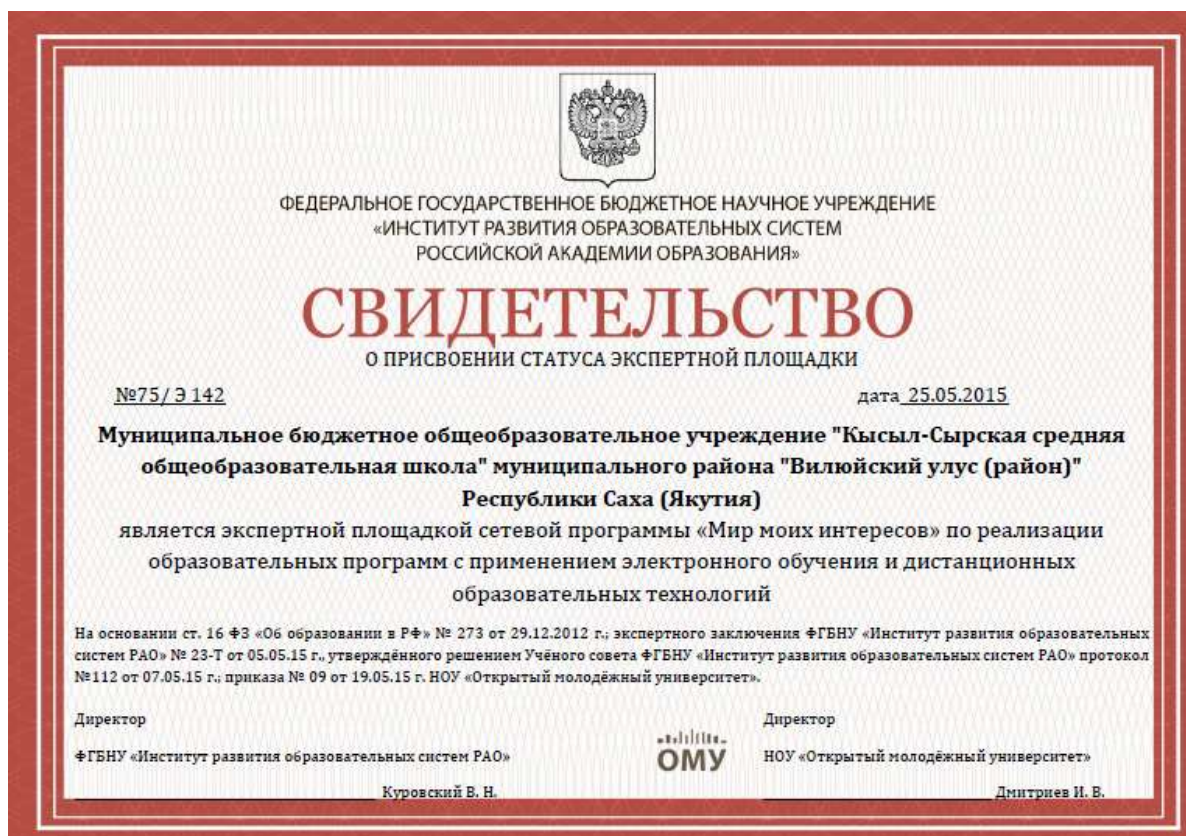 ФЕДЕРАЛЬНОЕ ГОСУДАРСТВЕННОЕ БЮДЖЕТНОЕ НАУЧНОЕ УЧРЕЖДЕНИЕ
«ИНСТИТУТ РАЗВИТИЯ ОБРАЗОВАТЕЛЬНЫХ СИСТЕМ
РОССИЙСКОЙ АКАДЕМИИ ОБРАЗОВАНИЯ»
СВИДЕТЕЛЬСТВО
О ПРИСВОЕНИИ СТАТУСА ЭКСПЕРТНОЙ ПЛОЩАДКИ
№75/ Э 142 дата 25.05.2015
Муниципальное бюджетное общеобразовательное учреждение "Кысыл-Сырская средняя
общеобразовательная школа" муниципального района "Вилюйский улус (район)"
Республики Саха (Якутия)
является экспертной площадкой сетевой программы «Мир моих интересов» по реализации
образовательных программ с применением электронного обучения и дистанционных
образовательных технологий
На основании ст. 16 ФЗ «Об образовании в РФ» № 273 от 29.12.2012 г.; экспертного заключения ФГБНУ «Институт развития образовательных
систем РАО» № 23-Т от 05.05.15 г., утверждённого решением Учёного совета ФГБНУ «Институт развития образовательных систем РАО» протокол
№112 от 07.05.15 г.; приказа № 09 от 19.05.15 г. НОУ «Открытый молодёжный университет».
Директор
ФГБНУ «Институт развития образовательных систем РАО»
Куровский В. Н.
ОМУ
Директор
НОУ «Открытый молодёжный университет»
Дмитриев И. В.